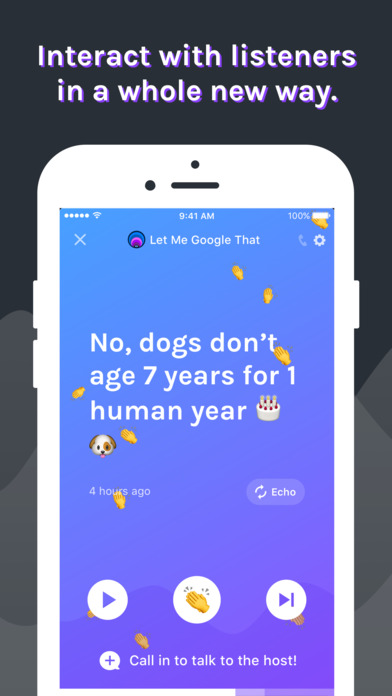 Interact with listeners
in a whole new way.
9:41 AM
100%
Let Me Google That
No, dogs don't
age 7 years for 1
human year 🎂
🐶
4 hours ago
Echo
Call in to talk to the host!